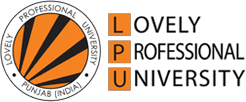 LOVELY PROFESSIONAL UNIVERSITY
• PUNJAB (INDIA) •
LOVELY
PROFESSIONAL
UNIVERSITY